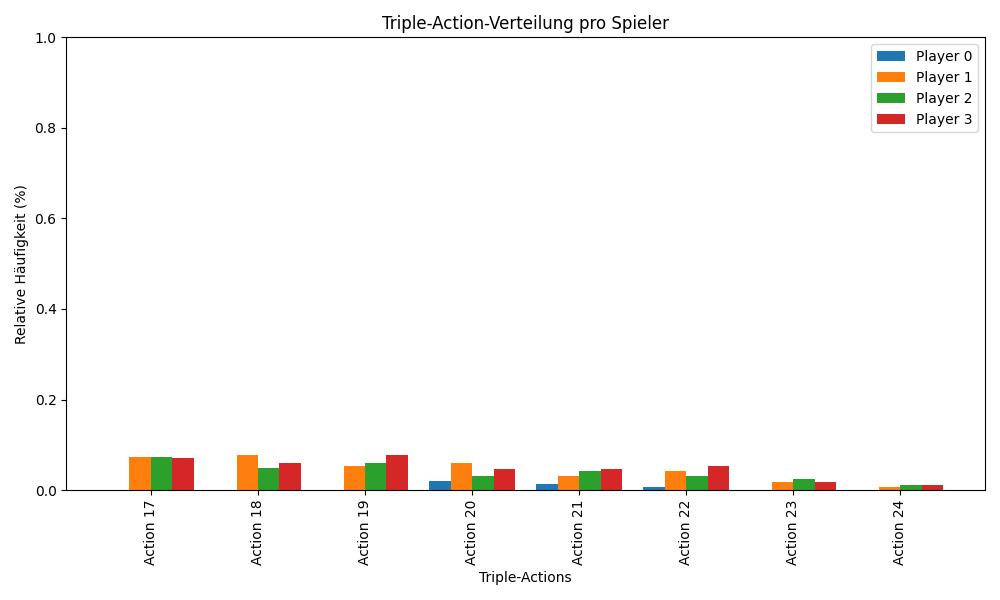 Triple-Action-Verteilung pro Spieler
Player 0
Player 1
Player 2
Player 3
Relative Häufigkeit (%)
1.0
0.8
0.6
0.4
0.2
0.0
Action 17
Action 18
Action 19
Action 20
Action 21
Action 22
Action 23
Action 24
Triple-Actions